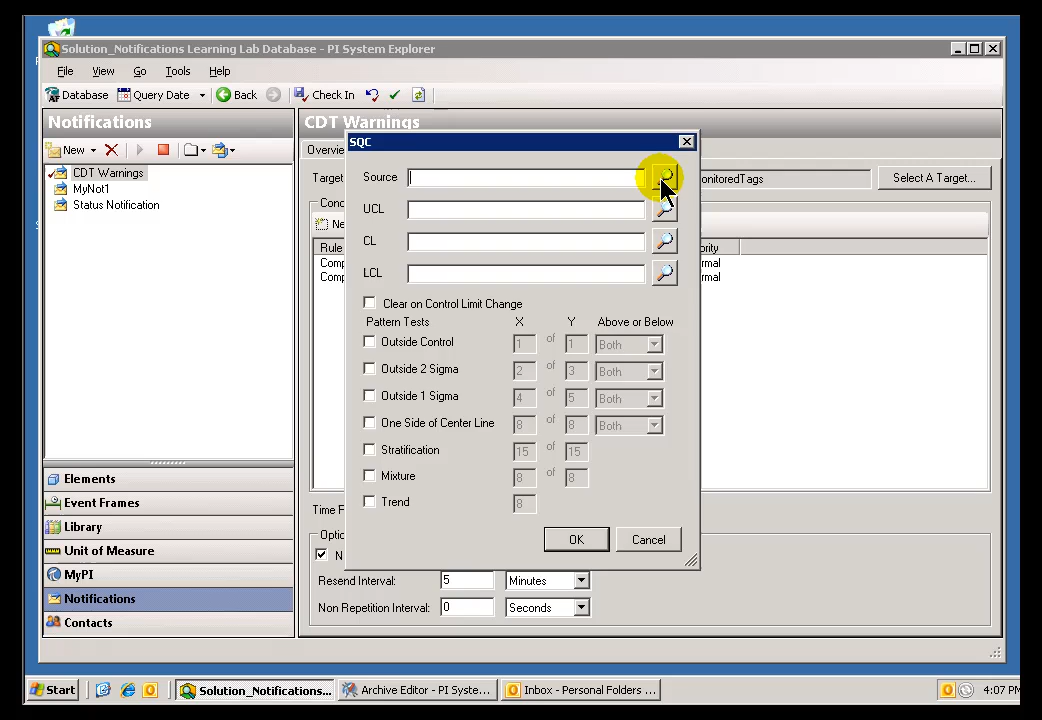 Solution_Notifications Learning Lab Database - PI System Explorer
File View Go Tools Help
Database Query Date Back Check In
Notifications
CDT Warnings
New
CDT Warnings
MyNot1
Status Notification
Elements
Event Frames
Library
Unit of Measure
MyPI
Notifications
Contacts
Overvie
Target
onitoredTags
Select A Target...
Conc
Ne
Rule
ority
Comp
rmal
Comp
rmal
SQC
Source
UCL
CL
LCL
Clear on Control Limit Change
Pattern Tests X Y Above or Below
Outside Control 1 of 1 Both
Outside 2 Sigma 2 of 3 Both
Outside 1 Sigma 4 of 5 Both
One Side of Center Line 8 of 8 Both
Stratification 15 of 15
Mixture 8 of 8
Trend 8
OK Cancel
Time F
Optic
N
Resend Interval: 5 Minutes
Non Repetition Interval: 0 Seconds
Start Solution_Notifications... Archive Editor - PI Syste... Inbox - Personal Folders ... 4:07 PM